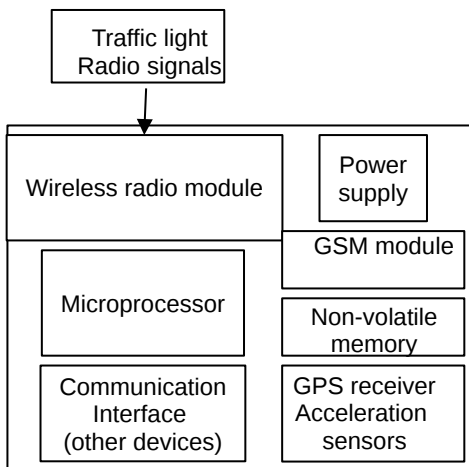 Traffic light
Radio signals
Wireless radio module
Power
supply
GSM module
Microprocessor
Non-volatile
memory
Communication
Interface
(other devices)
GPS receiver
Acceleration
sensors